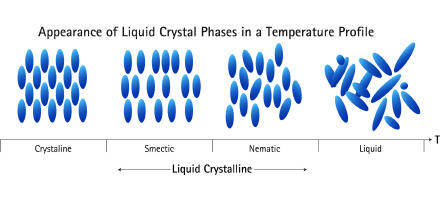 Appearance of Liquid Crystal Phases in a Temperature Profile
T
Crystaline
Smectic
Nematic
Liquid
Liquid Crystalline